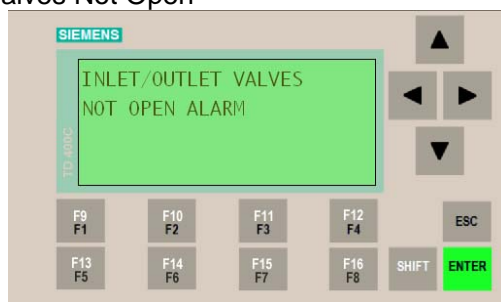 Valves Not Open
SIEMENS
INLET/OUTLET VALVES
NOT OPEN ALARM
TD 400C
F9 F10 F11 F12
F1 F2 F3 F4
ESC
F13 F14 F15 F16
F5 F6 F7 F8
SHIFT ENTER